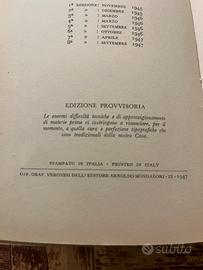 1ª EDIZIONE: NOVEMBRE 1945
2ª » DICEMBRE 1945
3ª » MARZO 1946
4ª » MARZO 1946
5ª » SETTEMBRE 1946
6ª » OTTOBRE 1946
7ª » APRILE 1947
8ª » SETTEMBRE 1947
EDIZIONE PROVVISORIA
Le enormi difficoltà tecniche e di approvvigionamento
di materie prime ci costringono a rinunciare, per il
momento, a quella cura e perfezione tipografiche che
sono tradizionali della nostra Casa.
STAMPATO IN ITALIA - PRINTED IN ITALY
OFF. GRAF. VERONESI DELL'EDITORE ARNOLDO MONDADORI - IX - 1947
subito